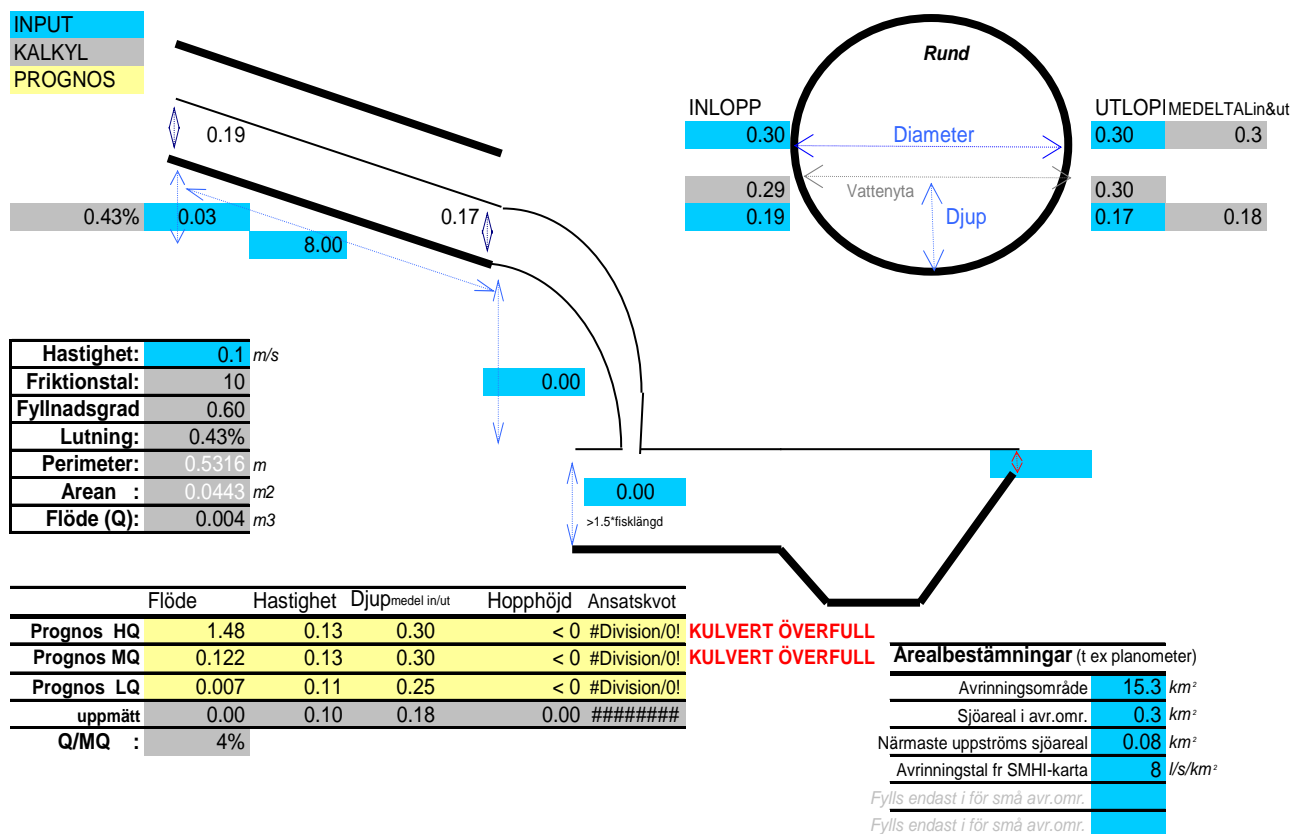 INPUT
KALKYL
PROGNOS
Rund
INLOPP
UTLOPI MEDELTALin&ut
0.30 Diameter 0.30 0.3
0.19
0.29 Vattenyta 0.30
0.43% 0.03 0.17 0.19 Djup 0.17 0.18
8.00
Hastighet: 0.1 m/s
Friktionstal: 10
0.00
Fyllnadsgrad 0.60
Lutning: 0.43%
Perimeter: 0.5316 m
Arean : 0.0443 m2
0.00
Flöde (Q): 0.004 m3
>1.5*fisklängd
Flöde Hastighet Djup medel in/ut Hopphöjd Ansatskvot
Prognos HQ 1.48 0.13 0.30 < 0 #Division/0! KULVERT ÖVERFULL
Prognos MQ 0.122 0.13 0.30 < 0 #Division/0! KULVERT ÖVERFULL
Prognos LQ 0.007 0.11 0.25 < 0 #Division/0!
uppmätt 0.00 0.10 0.18 0.00 ########
Q/MQ : 4%
Arealbestämningar (t ex planometer)
Avrinningsområde 15.3 km²
Sjöareal i avr.omr. 0.3 km²
Närmaste uppströms sjöareal 0.08 km²
Avrinningstal fr SMHI-karta 8 l/s/km²
Fylls endast i för små avr.omr.
Fylls endast i för små avr.omr.